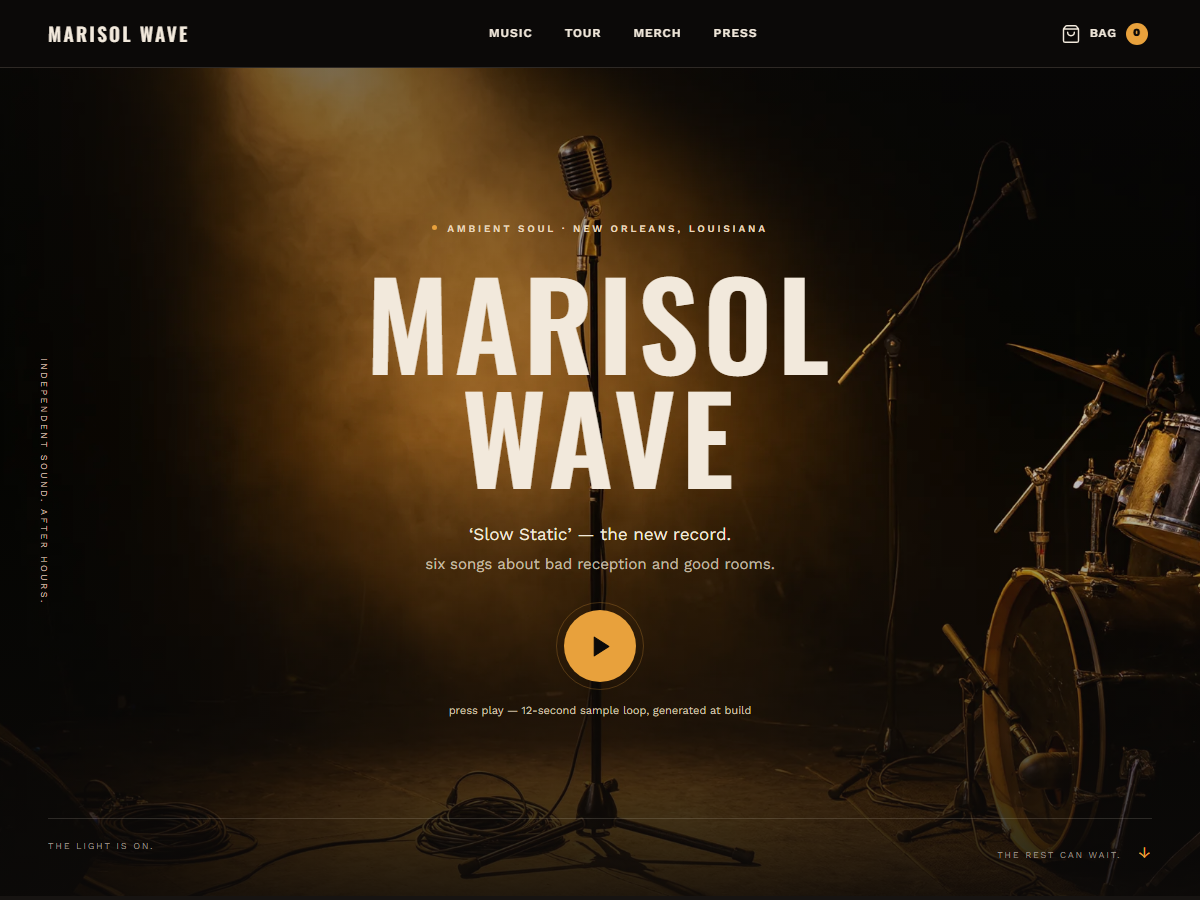 MARISOL WAVE
MUSIC TOUR MERCH PRESS
BAG 0
AMBIENT SOUL · NEW ORLEANS, LOUISIANA
MARISOL
WAVE
‘Slow Static’ — the new record.
six songs about bad reception and good rooms.
press play — 12-second sample loop, generated at build
INDEPENDENT SOUND. AFTER HOURS.
THE LIGHT IS ON.
THE REST CAN WAIT.